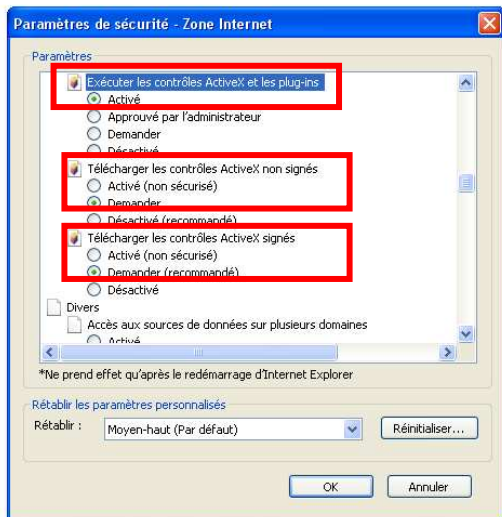 Paramètres de sécurité - Zone Internet
Paramètres
Exécuter les contrôles ActiveX et les plug-ins
Activé
Approuvé par l'administrateur
Demander
Désactivé
Télécharger les contrôles ActiveX non signés
Activé (non sécurisé)
Demander
Désactivé (recommandé)
Télécharger les contrôles ActiveX signés
Activé (non sécurisé)
Demander (recommandé)
Désactivé
Divers
Accès aux sources de données sur plusieurs domaines
Activé
*Ne prend effet qu'après le redémarrage d'Internet Explorer
Rétablir les paramètres personnalisés
Rétablir :
Moyen-haut (Par défaut)
Réinitialiser...
OK
Annuler